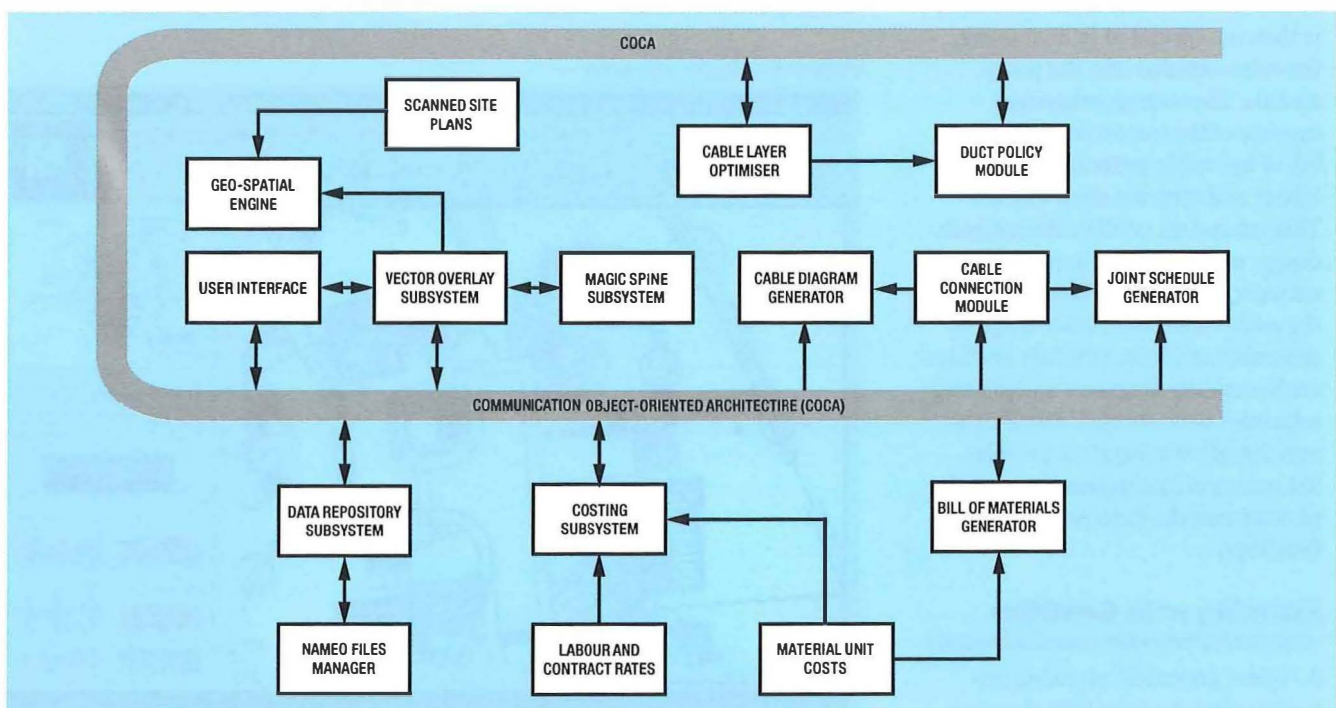 COCA
SCANNED SITE
PLANS
CABLE LAYER
OPTIMISER
DUCT POLICY
MODULE
GEO-SPATIAL
ENGINE
USER INTERFACE
VECTOR OVERLAY
SUBSYSTEM
MAGIC SPINE
SUBSYSTEM
CABLE DIAGRAM
GENERATOR
CABLE
CONNECTION
MODULE
JOINT SCHEDULE
GENERATOR
COMMUNICATION OBJECT-ORIENTED ARCHITECTIRE (COCA)
DATA REPOSITORY
SUBSYSTEM
COSTING
SUBSYSTEM
BILL OF MATERIALS
GENERATOR
NAMEO FILES
MANAGER
LABOUR AND
CONTRACT RATES
MATERIAL UNIT
COSTS